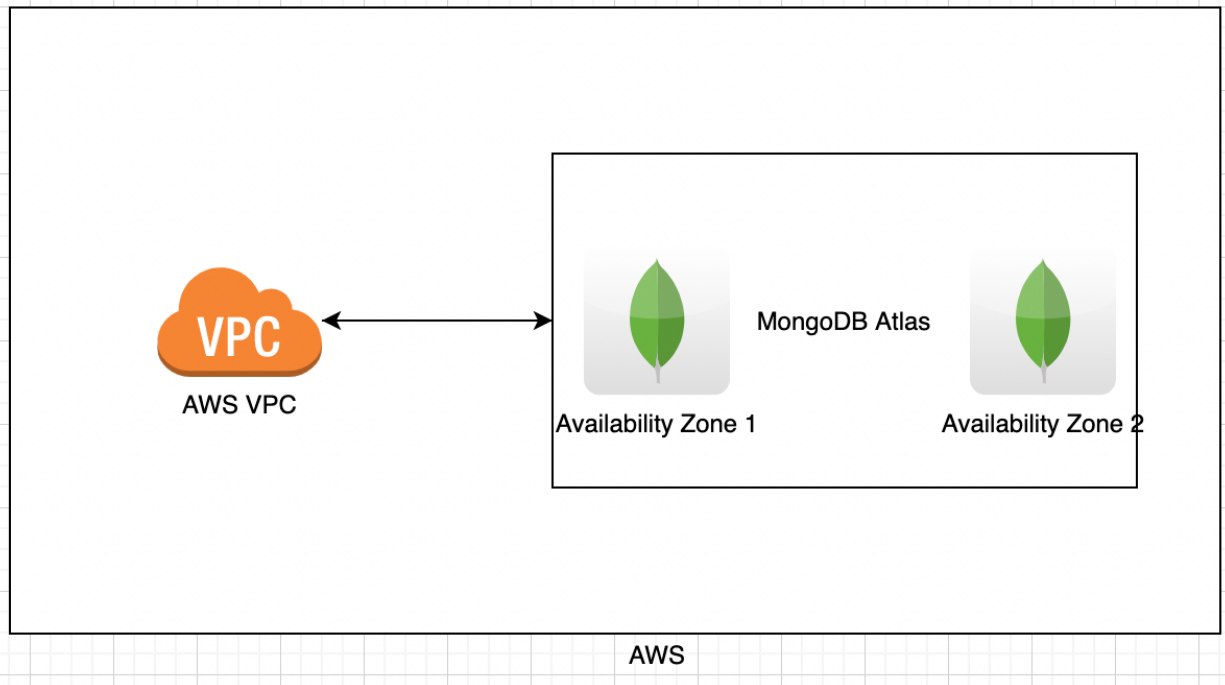 VPC
AWS VPC
MongoDB Atlas
Availability Zone 1
Availability Zone 2
AWS